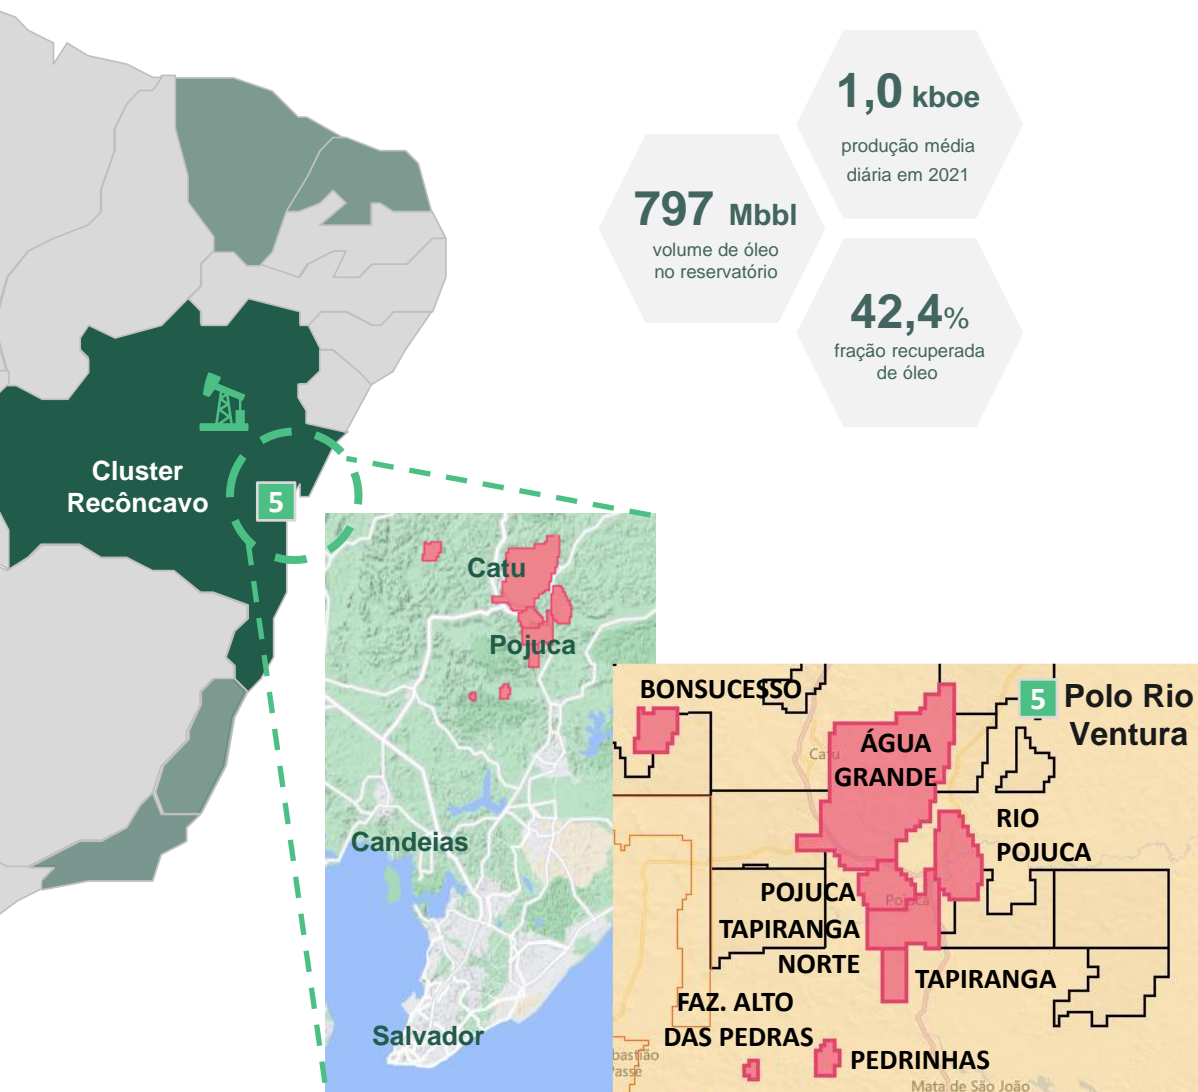 1,0 kboe
produção média
diária em 2021
797 Mbbl
volume de óleo
no reservatório
42,4%
fração recuperada
de óleo
Cluster
Recôncavo
5
Catu
Pojuca
Candeias
Salvador
5 Polo Rio
Ventura
BONSUCESSO
ÁGUA
GRANDE
Catu
RIO
POJUCA
POJUCA
Pojuca
TAPIRANGA
NORTE
TAPIRANGA
FAZ. ALTO
DAS PEDRAS
PEDRINHAS
Mata de São João